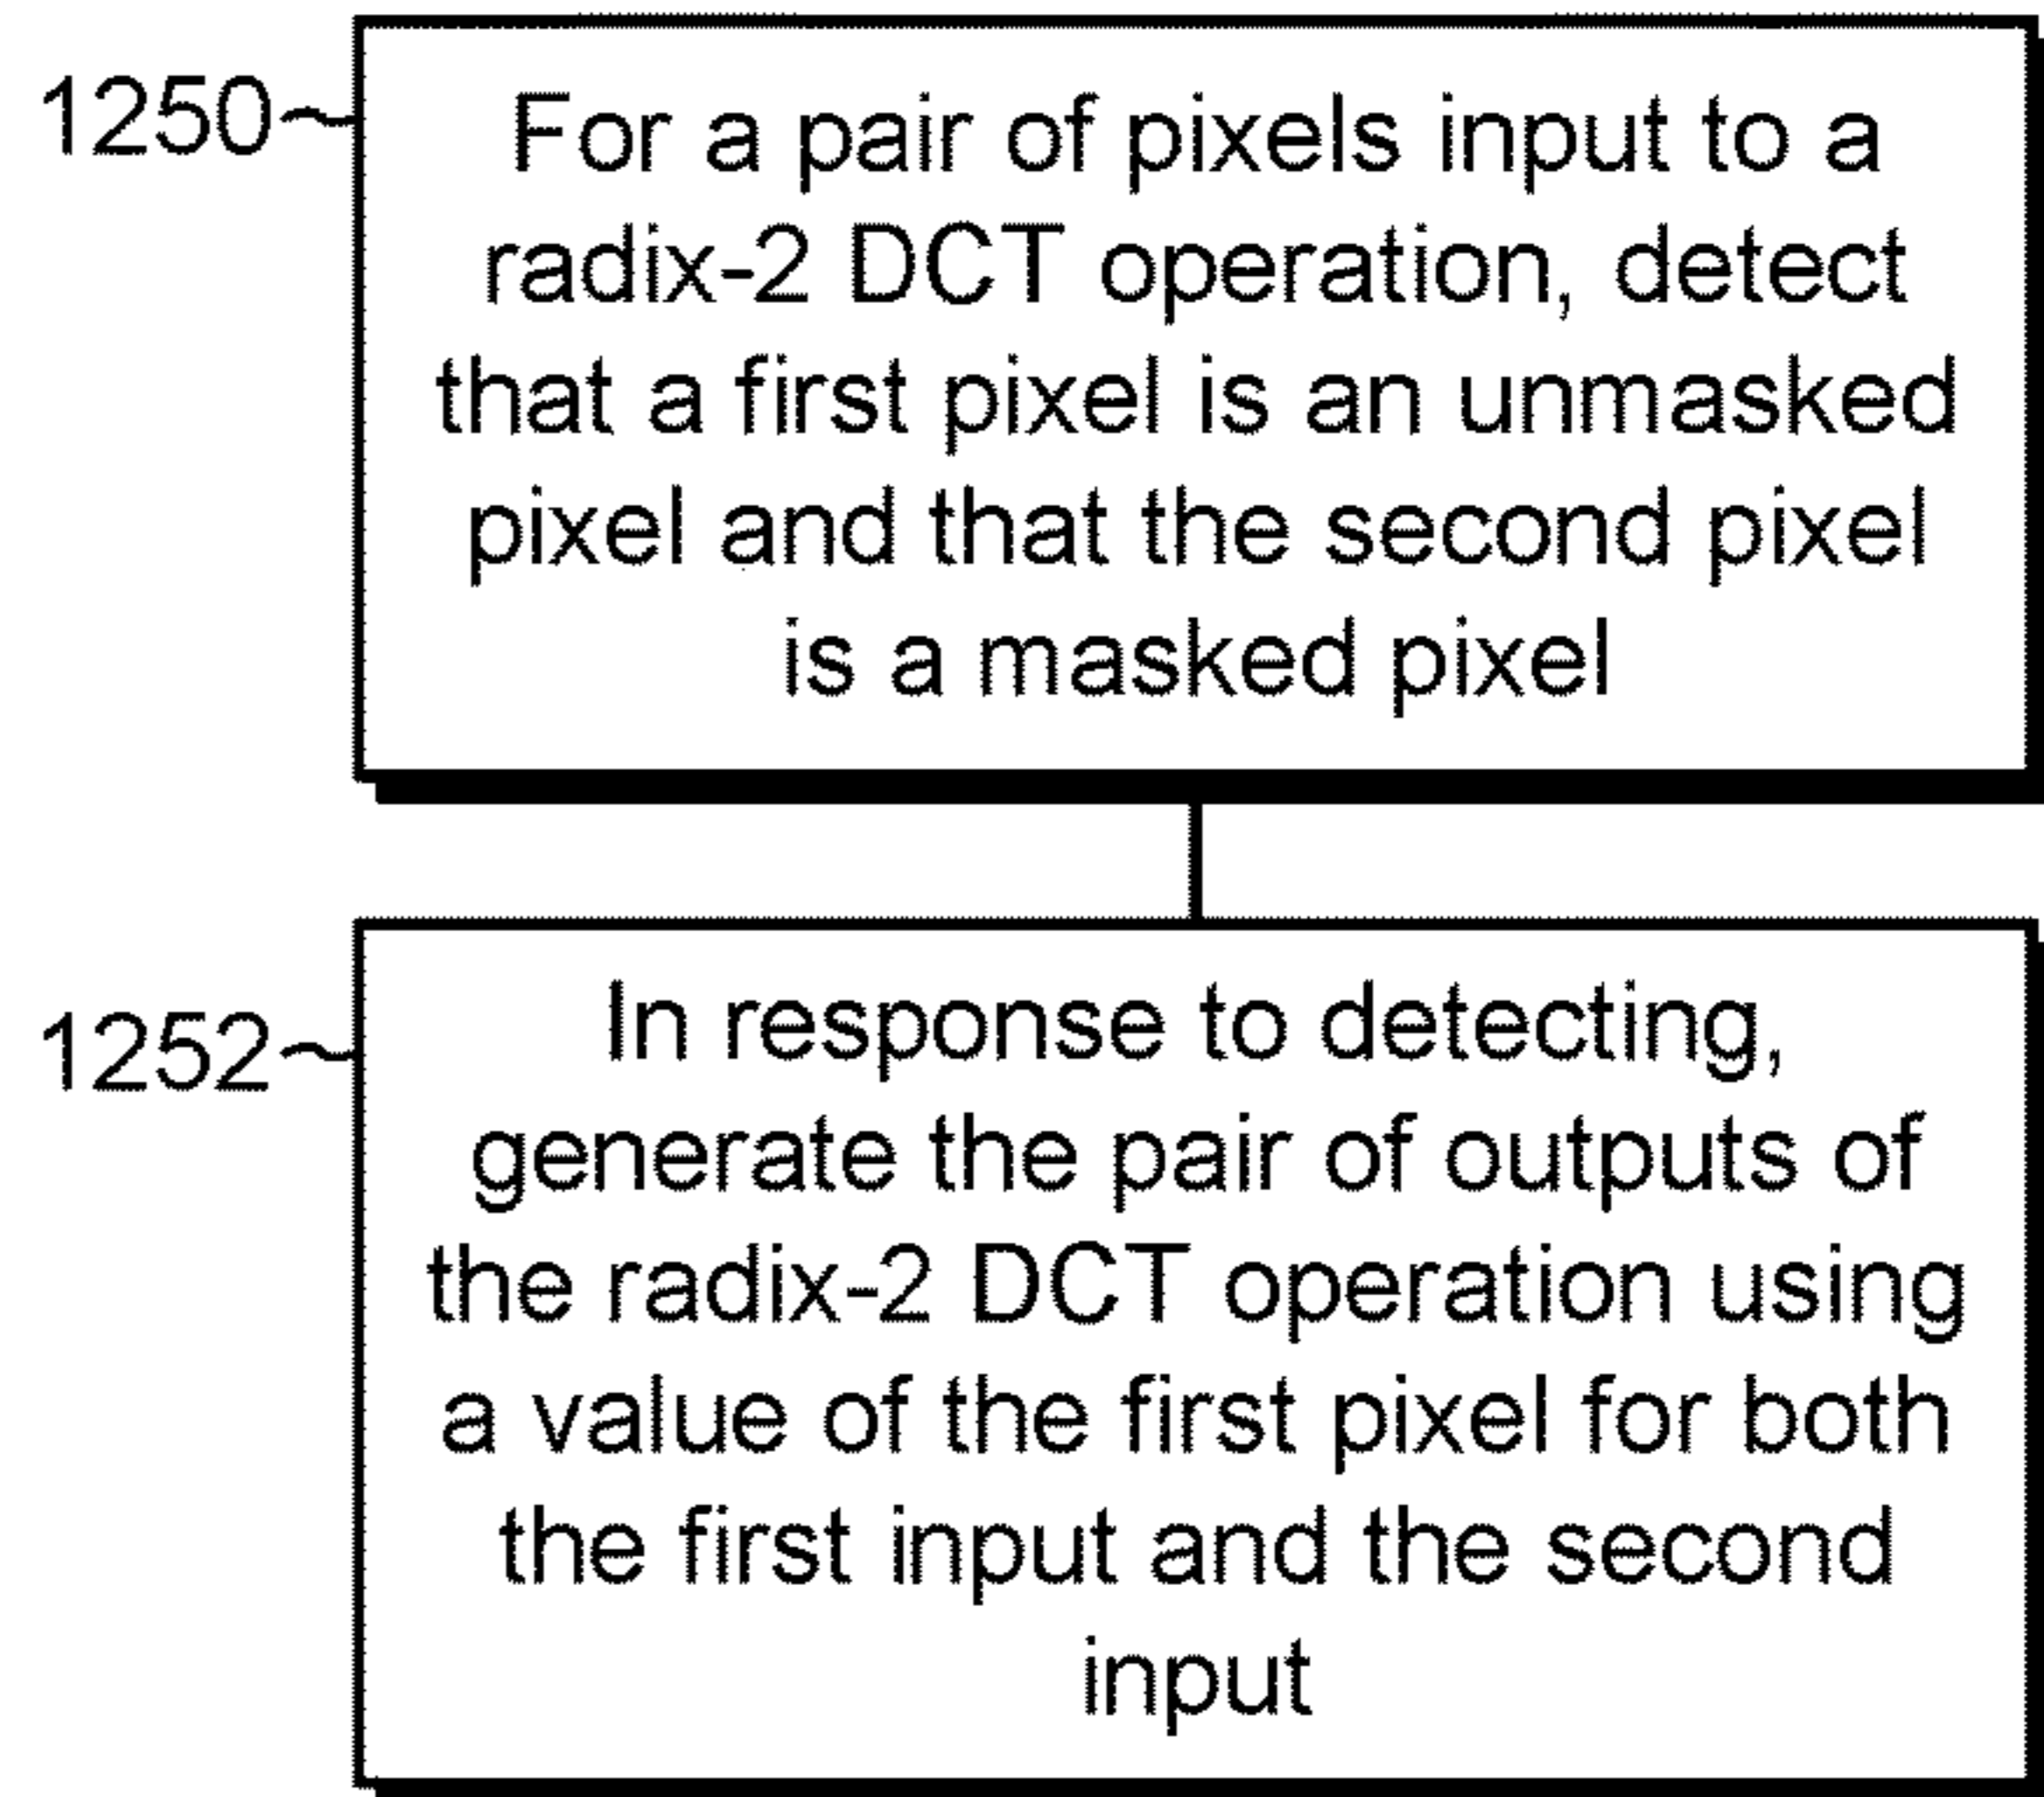 1250
For a pair of pixels input to a
radix-2 DCT operation, detect
that a first pixel is an unmasked
pixel and that the second pixel
is a masked pixel
1252
In response to detecting,
generate the pair of outputs of
the radix-2 DCT operation using
a value of the first pixel for both
the first input and the second
input